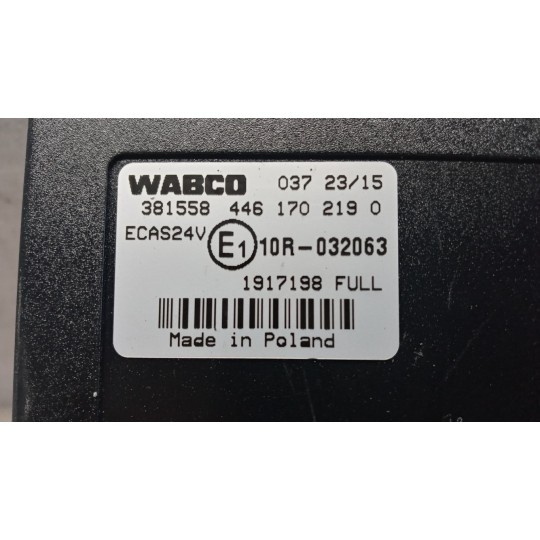 WABCO 037 23/15
381558 446 170 219 0
ECAS24V E1 10R-032063
1917198 FULL
Made in Poland